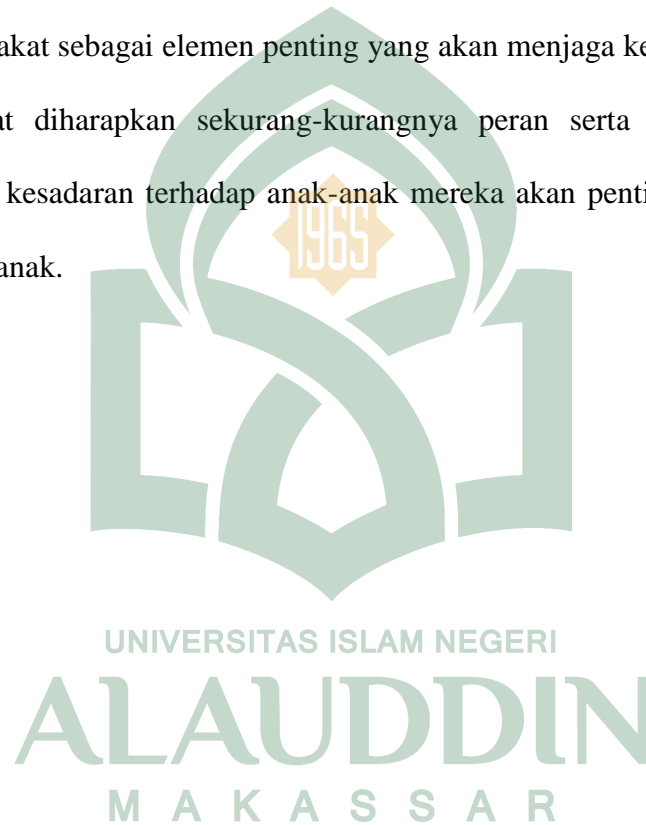 akat sebagai elemen penting yang akan menjaga ke
at diharapkan sekurang-kurangnya peran serta
kesadaran terhadap anak-anak mereka akan penti
anak.
1965
UNIVERSITAS ISLAM NEGERI
ALAUDDIN
MAKASSAR